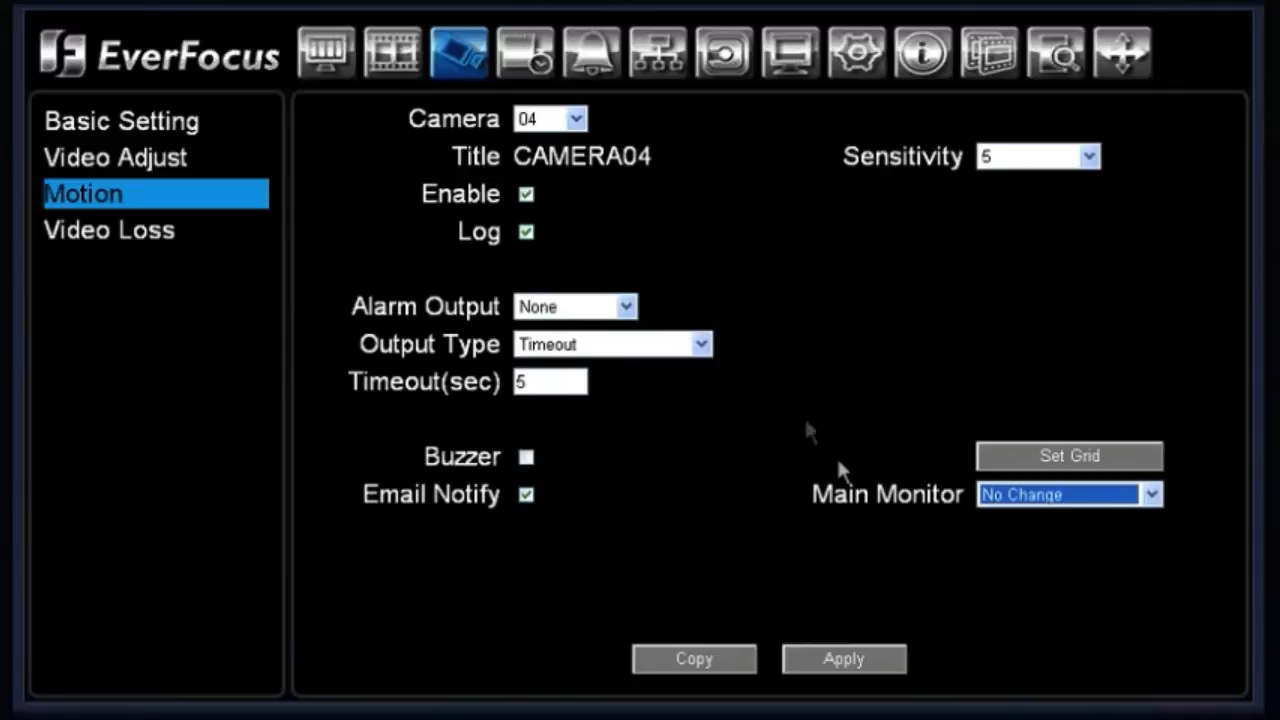 EverFocus
Basic Setting
Video Adjust
Motion
Video Loss
Camera 04
Title CAMERA04 Sensitivity 5
Enable
Log
Alarm Output None
Output Type Timeout
Timeout(sec) 5
Buzzer Set Grid
Email Notify Main Monitor No Change
Copy Apply